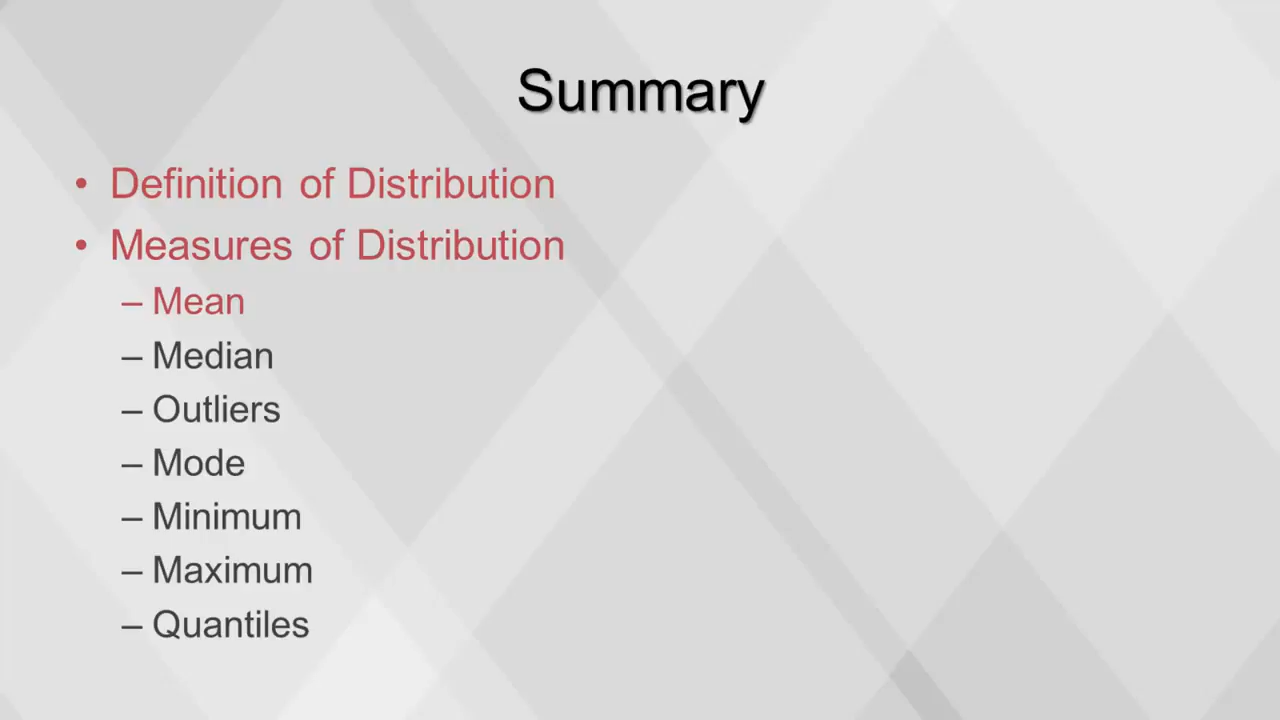 Summary
• Definition of Distribution
• Measures of Distribution
– Mean
– Median
– Outliers
– Mode
– Minimum
– Maximum
– Quantiles